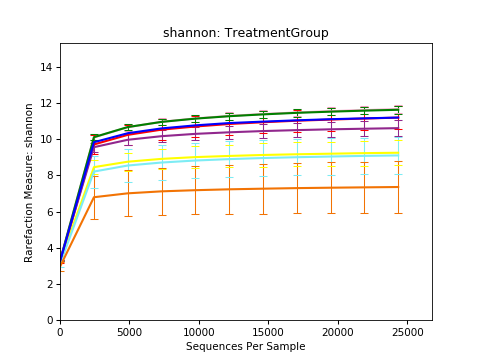 shannon: TreatmentGroup
14
12
10
8
6
4
2
0
Rarefaction Measure: shannon
0 5000 10000 15000 20000 25000
Sequences Per Sample